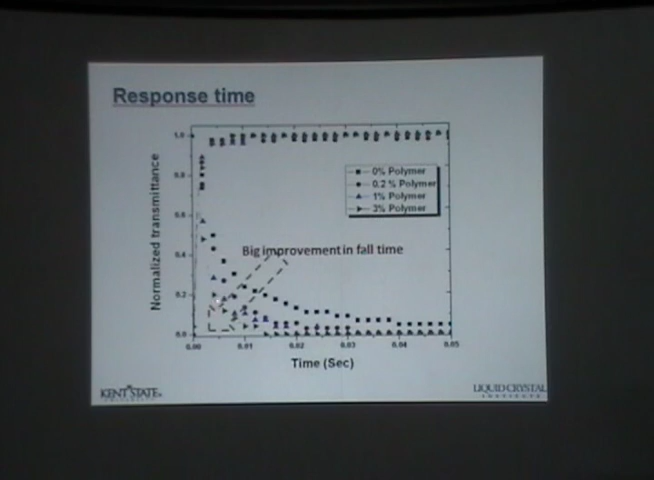 Response time
Normalized transmittance
1.0
0.8
0.6
0.4
0.2
0.0
0% Polymer
0.2 % Polymer
1% Polymer
3% Polymer
Big improvement in fall time
0.00 0.01 0.02 0.03 0.04 0.05
Time (Sec)
KENT STATE
LIQUID CRYSTAL
INSTITUTE